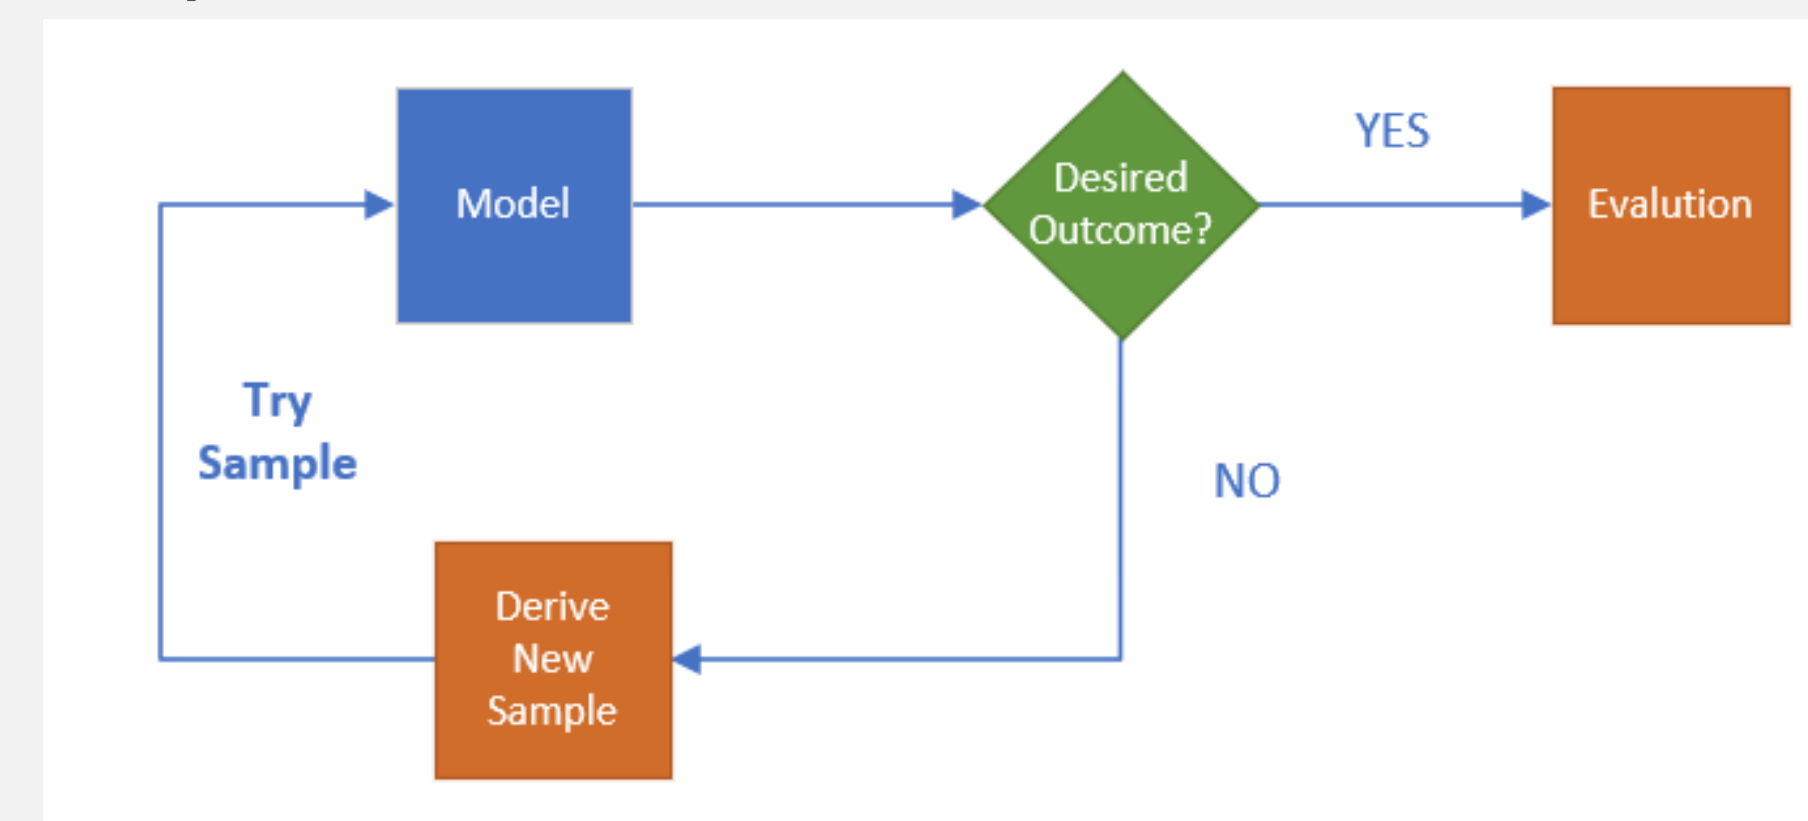 Model
Desired
Outcome?
YES
Evalution
Try
Sample
NO
Derive
New
Sample